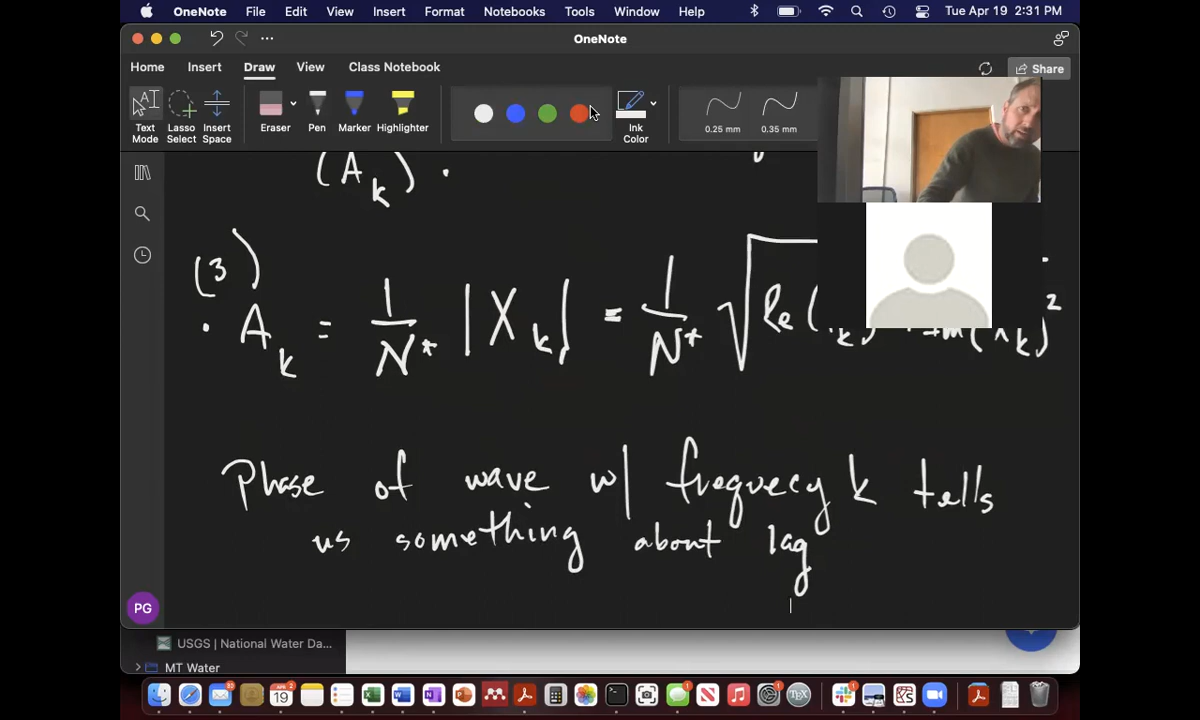 OneNote File Edit View Insert Format Notebooks Tools Window Help Tue Apr 19 2:31 PM
OneNote
Home Insert Draw View Class Notebook Share
Text Mode Lasso Select Insert Space Eraser Pen Marker Highlighter Ink Color 0.25 mm 0.35 mm
(A_k).
(3)
. A_k = 1/N* |X_k| = 1/N* √Re(
Phase of wave w/ frequecy k tells
us something about lag
PG
USGS | National Water Da...
MT Water
19